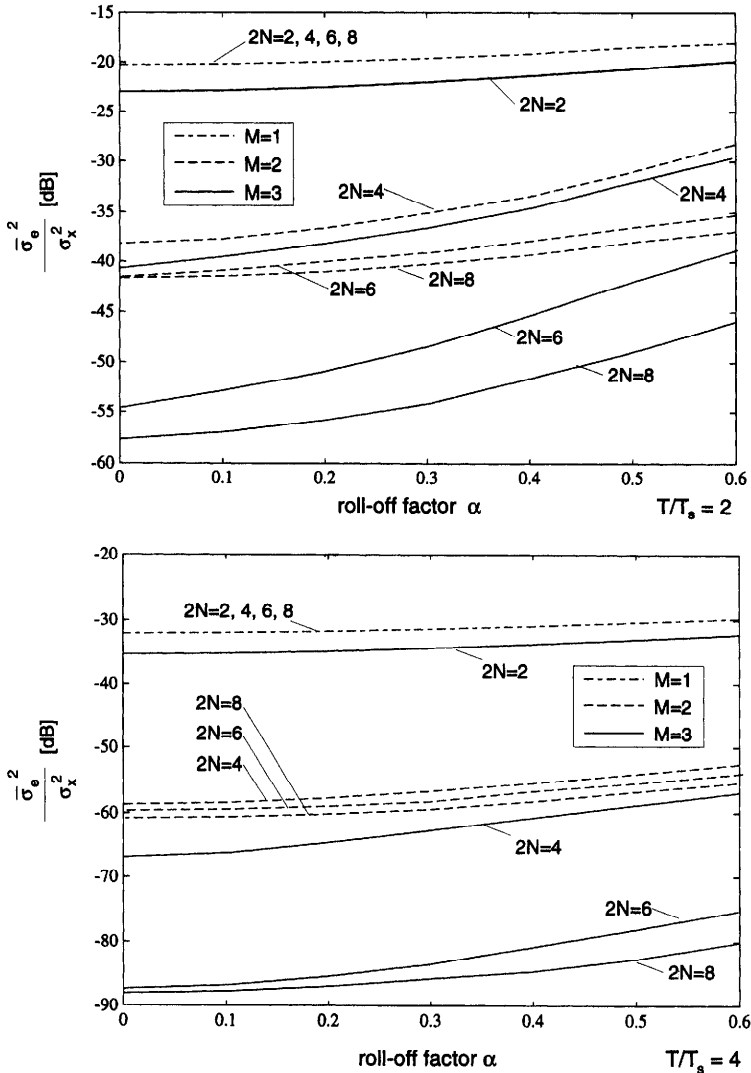 -15
2N=2, 4, 6, 8
-20
-25
2N=2
M=1
M=2
M=3
-30
2N=4
2N=4
-35
σ̅e² / σx² [dB]
-40
2N=6
2N=8
-45
2N=6
-50
2N=8
-55
-60
0 0.1 0.2 0.3 0.4 0.5 0.6
roll-off factor α
T/Ts = 2
-20
-30
2N=2, 4, 6, 8
-40
2N=2
M=1
M=2
M=3
2N=8
-50
2N=6
2N=4
σ̅e² / σx² [dB]
-60
2N=4
-70
2N=6
-80
2N=8
-90
0 0.1 0.2 0.3 0.4 0.5 0.6
roll-off factor α
T/Ts = 4